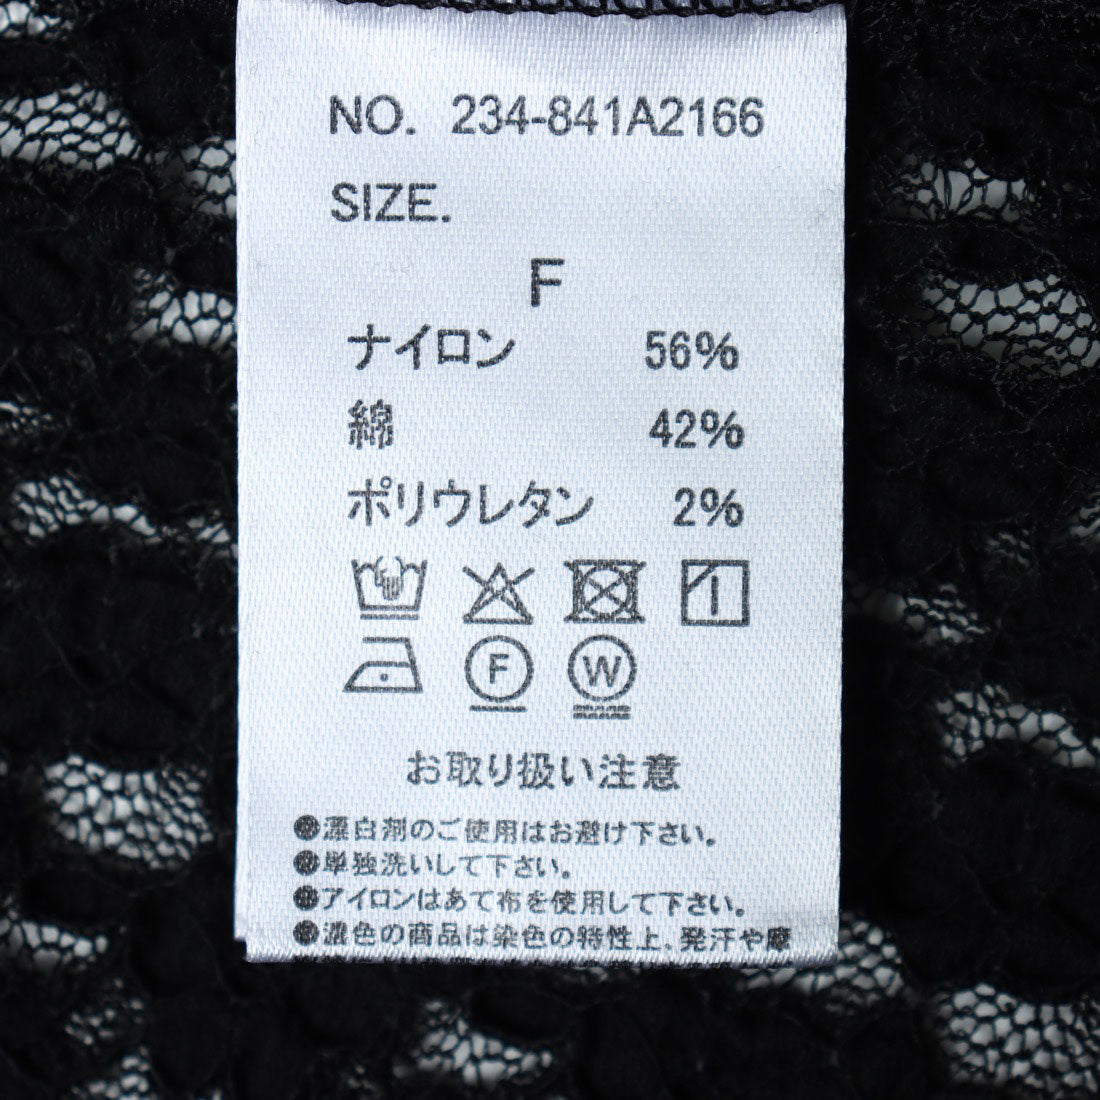 NO. 234-841A2166
SIZE.
F
ナイロン 56%
綿 42%
ポリウレタン 2%
F W
お取り扱い注意
●漂白剤のご使用はお避け下さい。
●単独洗いして下さい。
●アイロンはあて布を使用して下さい。
●濃色の商品は染色の特性上、発汗や摩